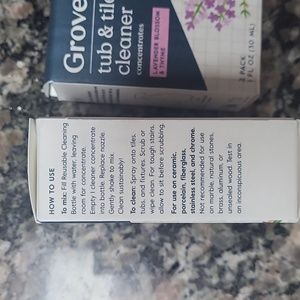 Grove
tub & tile
cleaner
concentrates
LAVENDER BLOSSOM
& THYME
2 PACK
1 FL OZ (30 ML)
HOW TO USE
To mix: Fill Reusable Cleaning
Bottle with water, leaving
room for concentrate.
Empty 1 cleaner concentrate
into bottle. Replace nozzle.
Gently shake to mix.
Clean sustainably!
To clean: Spray onto tiles,
tubs, and fixtures. Scrub or
wipe clean. For tough stains,
allow to sit before scrubbing.
For use on ceramic,
porcelain, fiberglass,
stainless steel, and chrome.
Not recommended for use
on marble, natural stones,
brass, aluminum or
unsealed wood. Test in
an inconspicuous area.